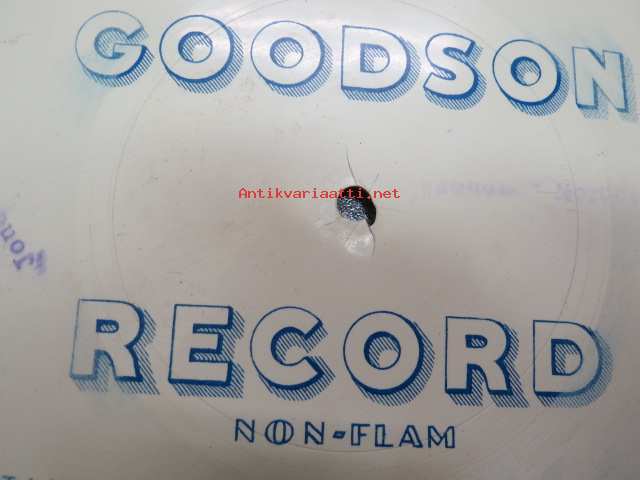 GOODSON
Antikvariaatti.net
RECORD
NON-FLAM